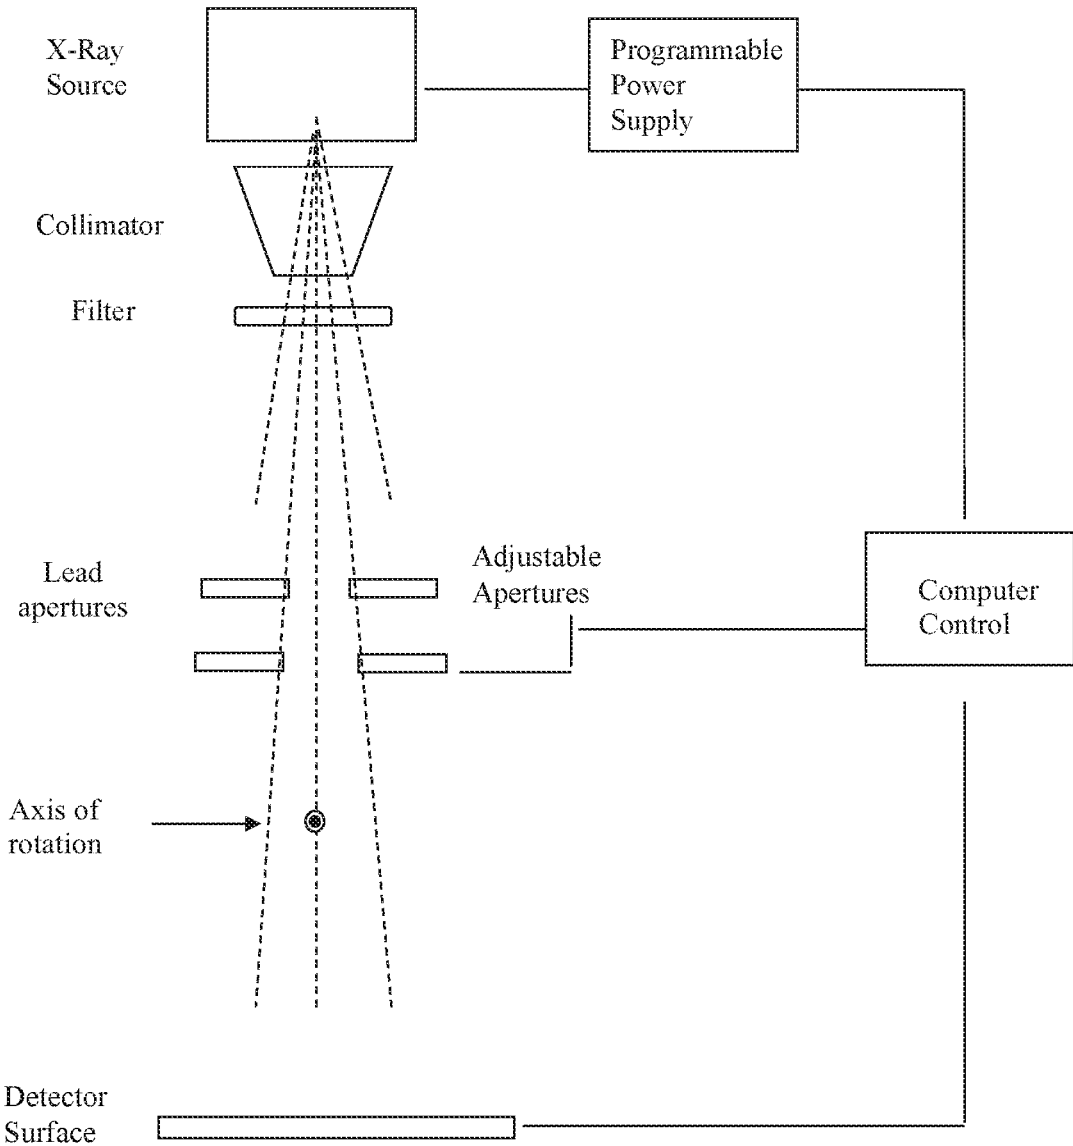 X-Ray
Source
Programmable
Power
Supply
Collimator
Filter
Lead
apertures
Adjustable
Apertures
Computer
Control
Axis of
rotation
Detector
Surface